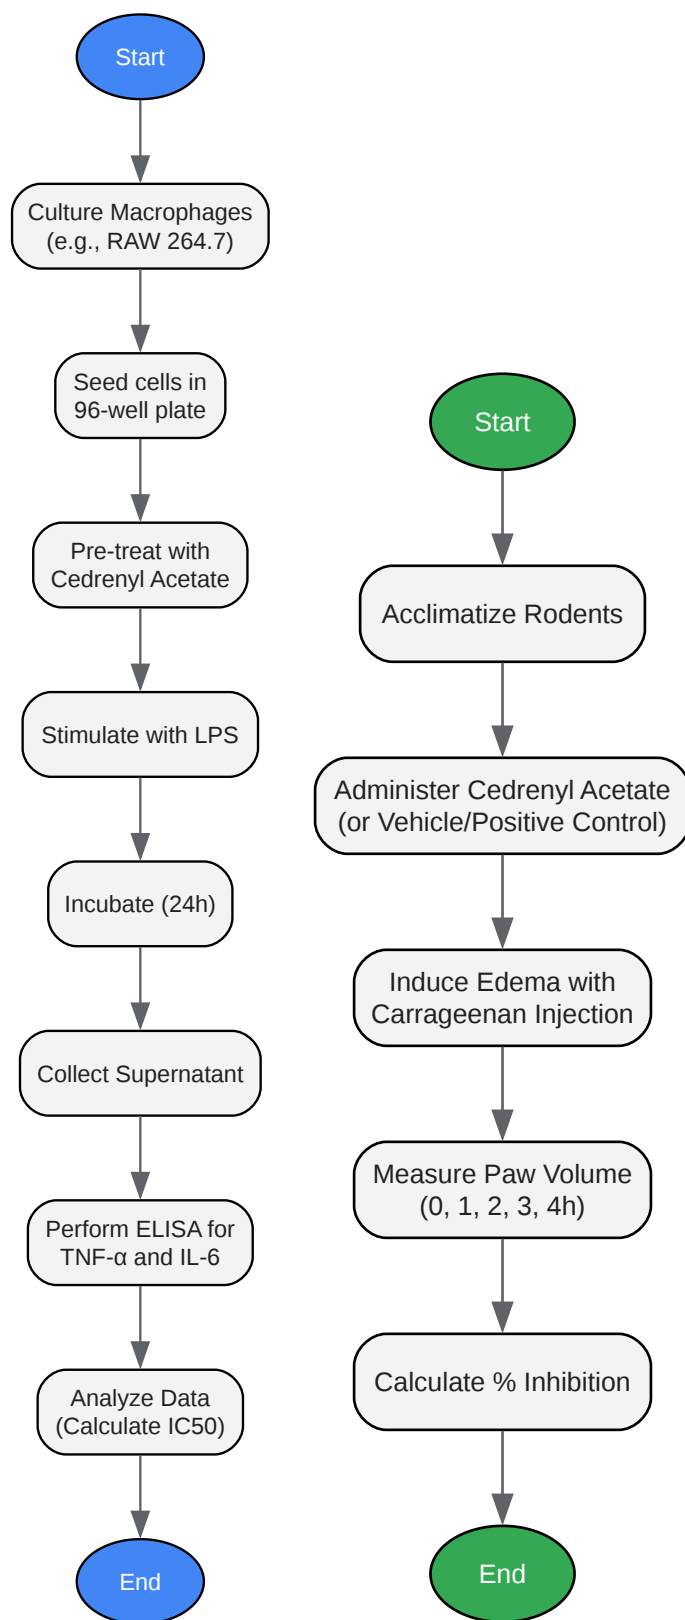 Start
Culture Macrophages
(e.g., RAW 264.7)
Seed cells in
96-well plate
Pre-treat with
Cedrenyl Acetate
Stimulate with LPS
Incubate (24h)
Collect Supernatant
Perform ELISA for
TNF-α and IL-6
Analyze Data
(Calculate IC50)
End
Start
Acclimatize Rodents
Administer Cedrenyl Acetate
(or Vehicle/Positive Control)
Induce Edema with
Carrageenan Injection
Measure Paw Volume
(0, 1, 2, 3, 4h)
Calculate % Inhibition
End